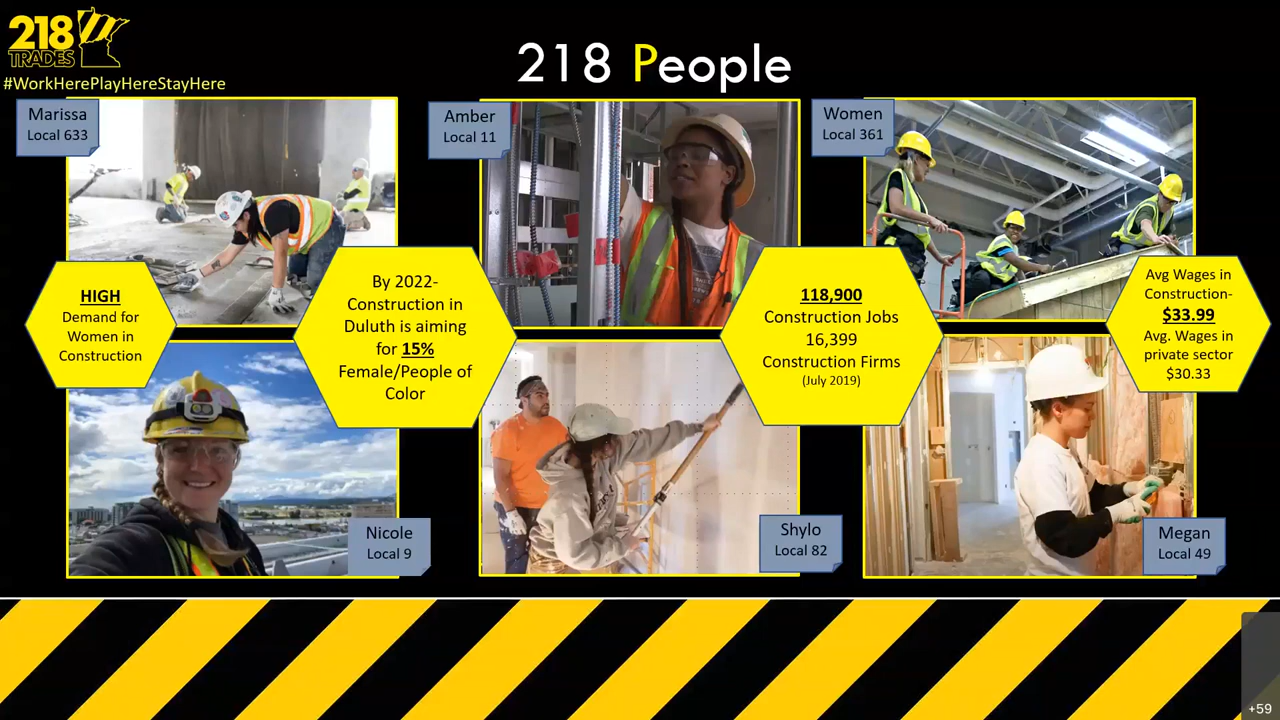 218
TRADES
#WorkHerePlayHereStayHere
218 People
Marissa
Local 633
Amber
Local 11
Women
Local 361
HIGH
Demand for
Women in
Construction
By 2022-
Construction in
Duluth is aiming
for 15%
Female/People of
Color
118,900
Construction Jobs
16,399
Construction Firms
(July 2019)
Avg Wages in
Construction-
$33.99
Avg. Wages in
private sector
$30.33
Nicole
Local 9
Shylo
Local 82
Megan
Local 49
+59